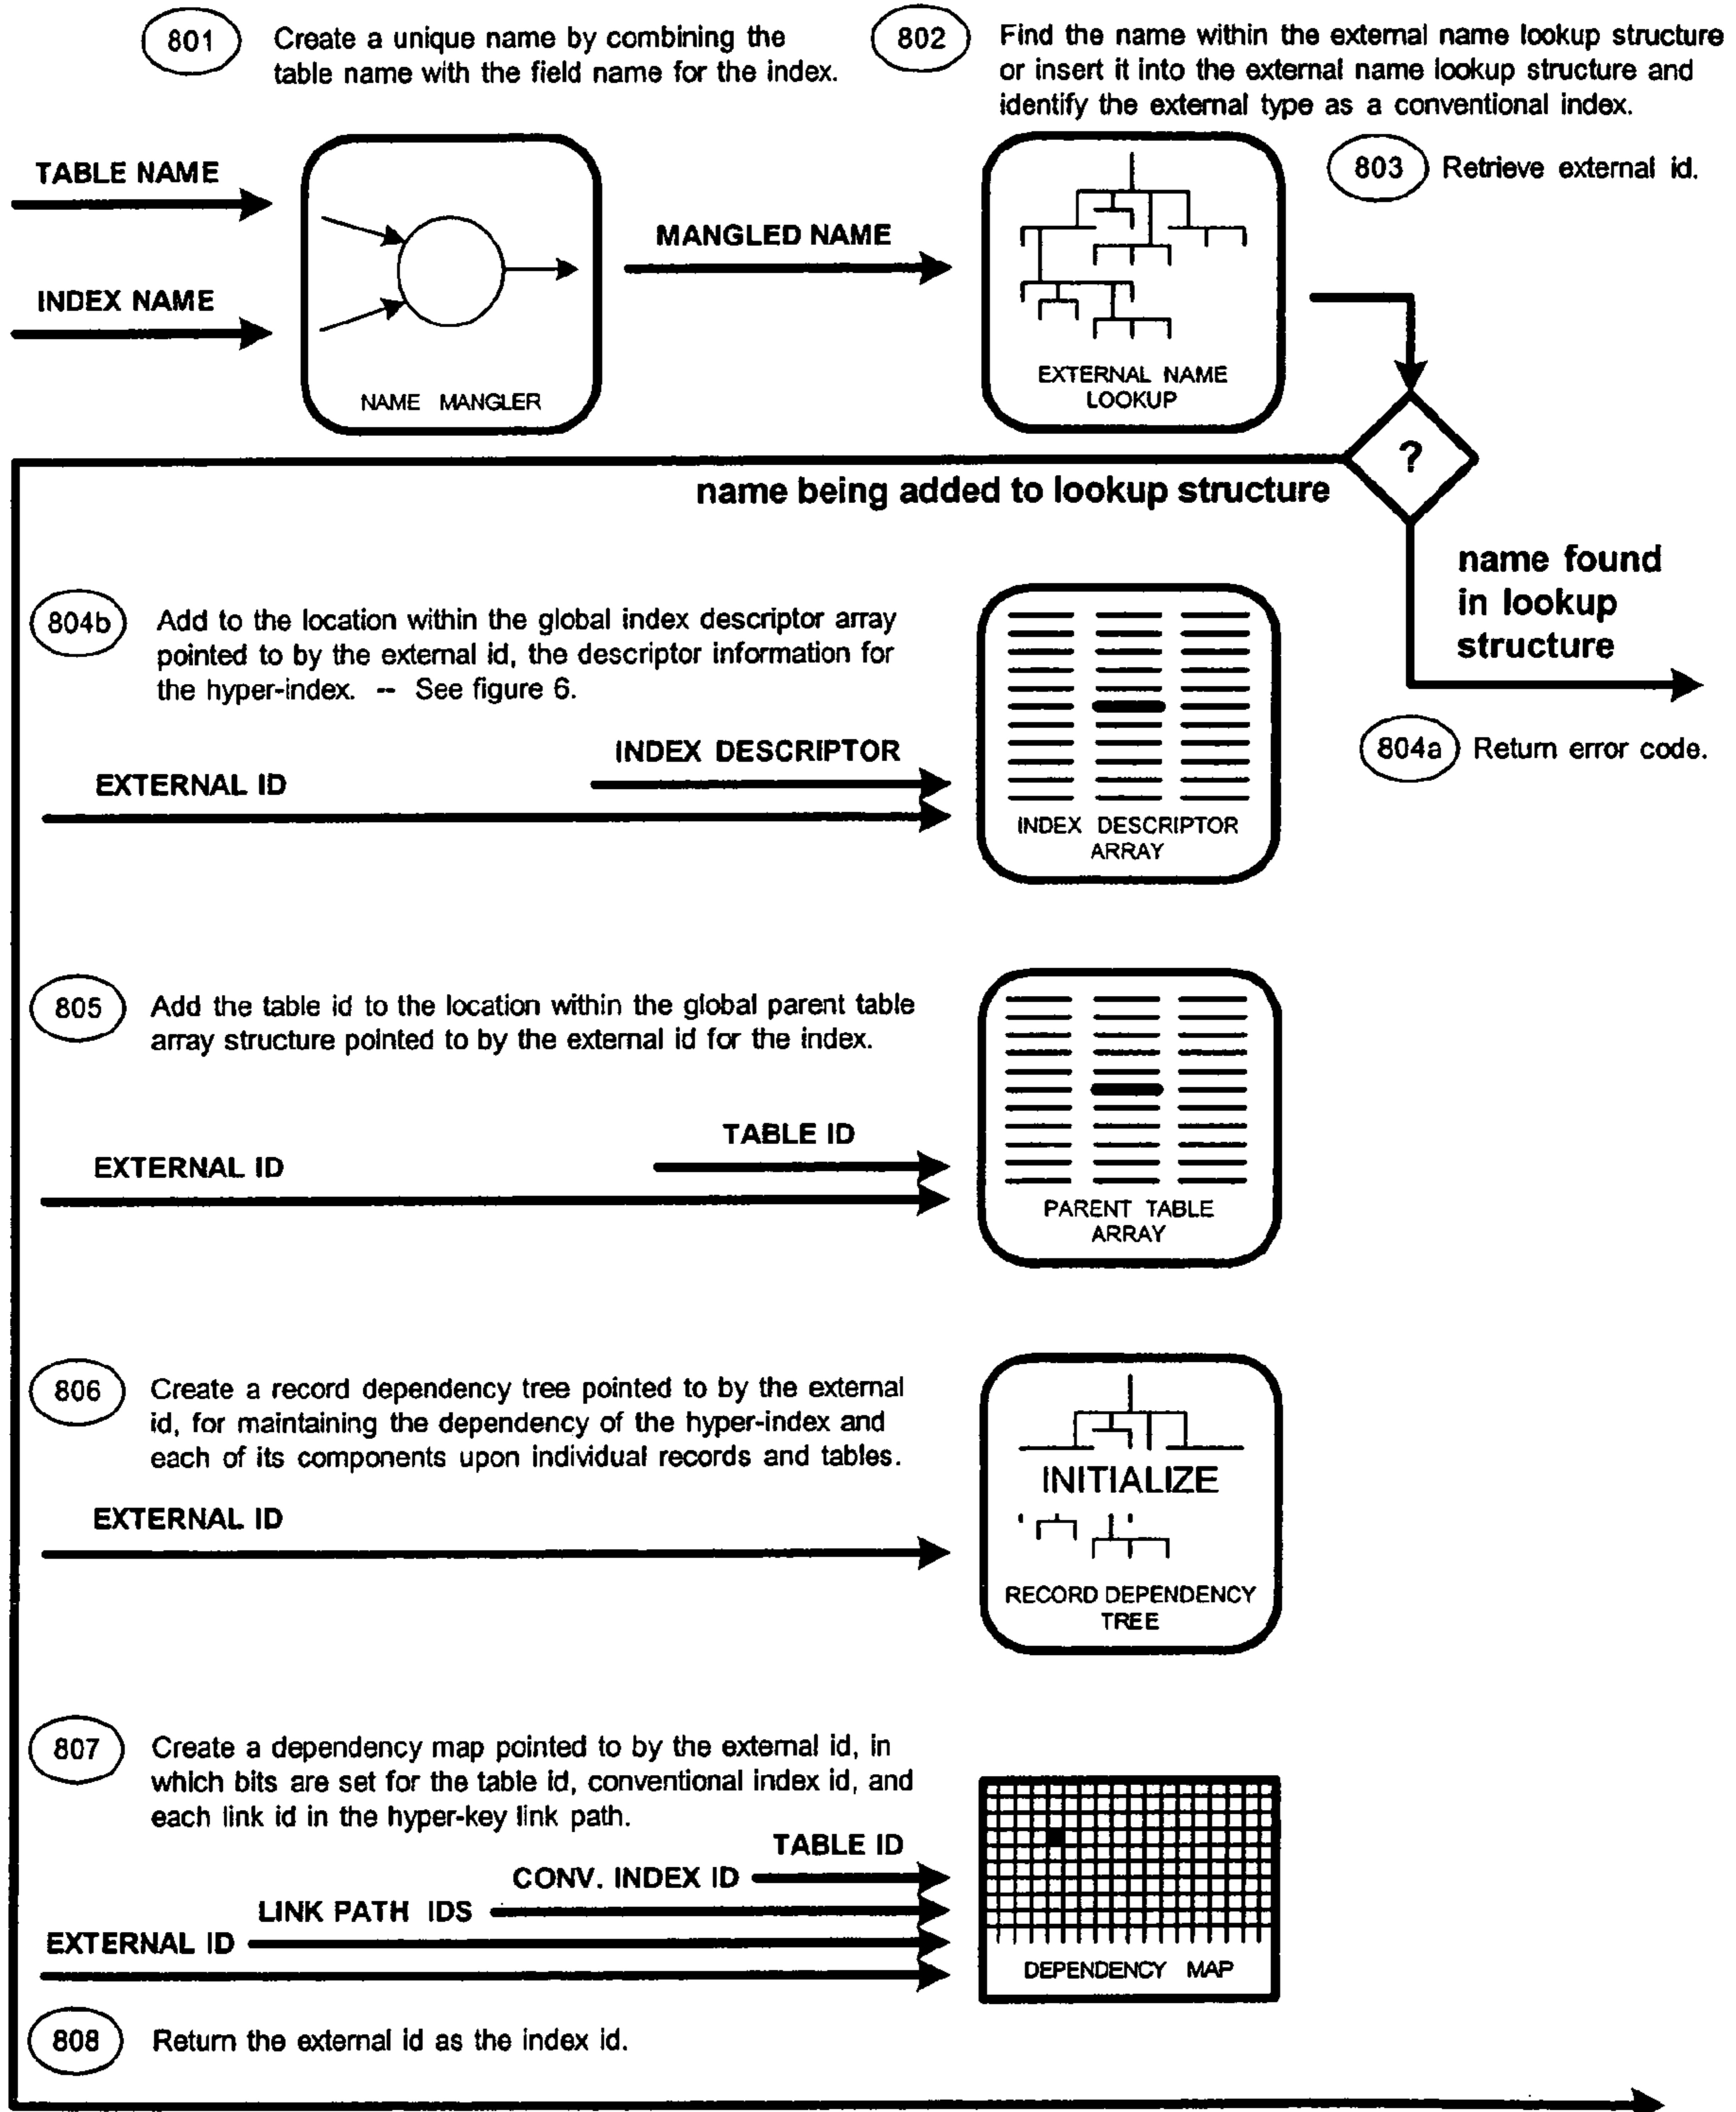 801
Create a unique name by combining the
table name with the field name for the index.
802
Find the name within the external name lookup structure
or insert it into the external name lookup structure and
identify the external type as a conventional index.
803
Retrieve external id.
TABLE NAME
INDEX NAME
NAME MANGLER
MANGLED NAME
EXTERNAL NAME
LOOKUP
?
name being added to lookup structure
name found
in lookup
structure
804a
Return error code.
804b
Add to the location within the global index descriptor array
pointed to by the external id, the descriptor information for
the hyper-index. -- See figure 6.
INDEX DESCRIPTOR
EXTERNAL ID
INDEX DESCRIPTOR
ARRAY
805
Add the table id to the location within the global parent table
array structure pointed to by the external id for the index.
TABLE ID
EXTERNAL ID
PARENT TABLE
ARRAY
806
Create a record dependency tree pointed to by the external
id, for maintaining the dependency of the hyper-index and
each of its components upon individual records and tables.
EXTERNAL ID
INITIALIZE
RECORD DEPENDENCY
TREE
807
Create a dependency map pointed to by the external id, in
which bits are set for the table id, conventional index id, and
each link id in the hyper-key link path.
TABLE ID
CONV. INDEX ID
LINK PATH IDS
EXTERNAL ID
DEPENDENCY MAP
808
Return the external id as the index id.